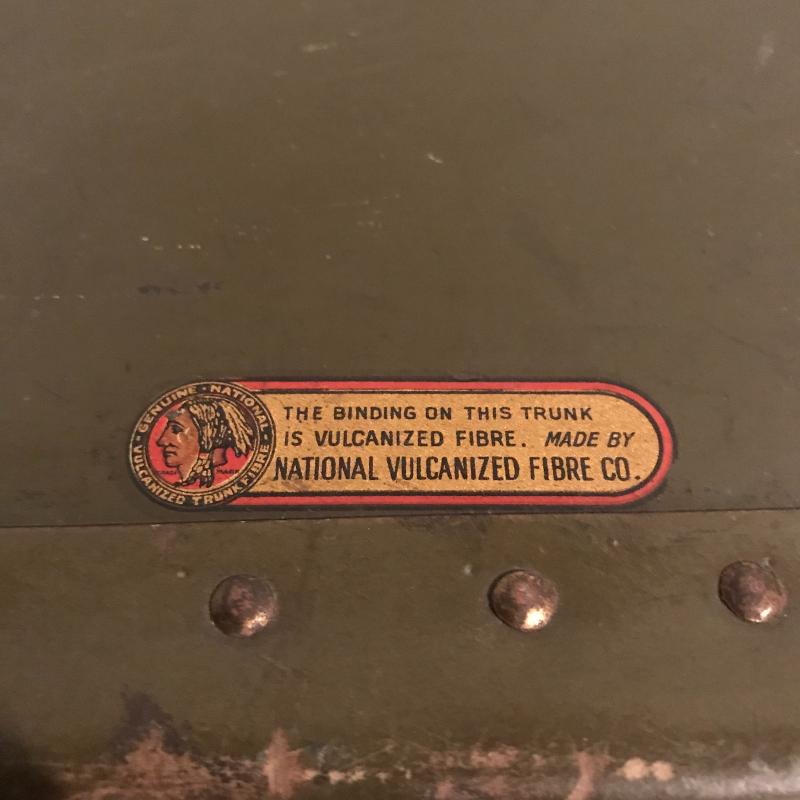 GENUINE · NATIONAL
VULCANIZED TRUNK FIBRE
TRADE MARK
THE BINDING ON THIS TRUNK
IS VULCANIZED FIBRE. MADE BY
NATIONAL VULCANIZED FIBRE CO.